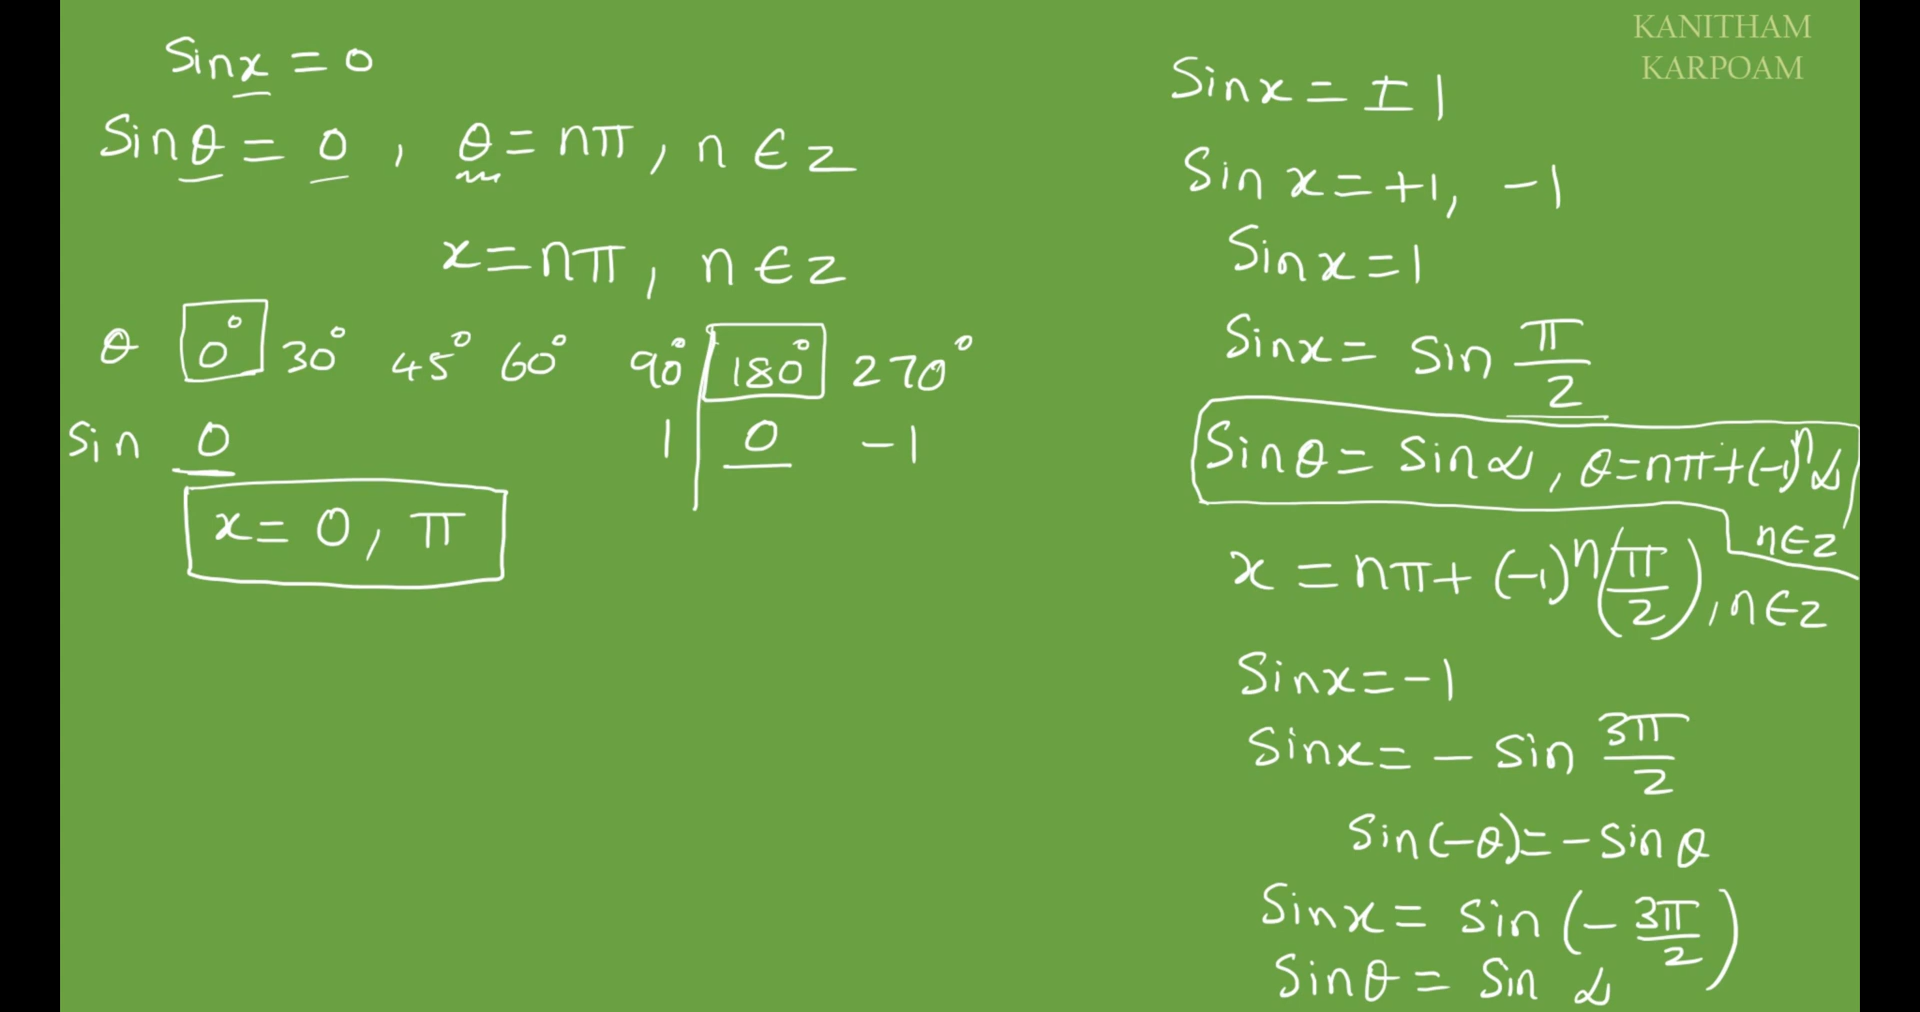 KANITHAM
KARPOAM
Sinx = 0
Sinθ = 0, θ = nπ, n ∈ z
x = nπ, n ∈ z
θ 0° 30° 45° 60° 90° 180° 270°
Sin 0 1 0 -1
x = 0, π
Sinx = ± 1
Sin x = +1, -1
Sinx = 1
Sinx = Sin π/2
Sinθ = Sinα, θ = nπ+(-1)ⁿα
n∈z
x = nπ+ (-1)ⁿ(π/2), n∈z
Sinx = -1
Sinx = - Sin 3π/2
Sin(-θ) = -Sinθ
Sinx = Sin (- 3π/2)
Sinθ = Sin α